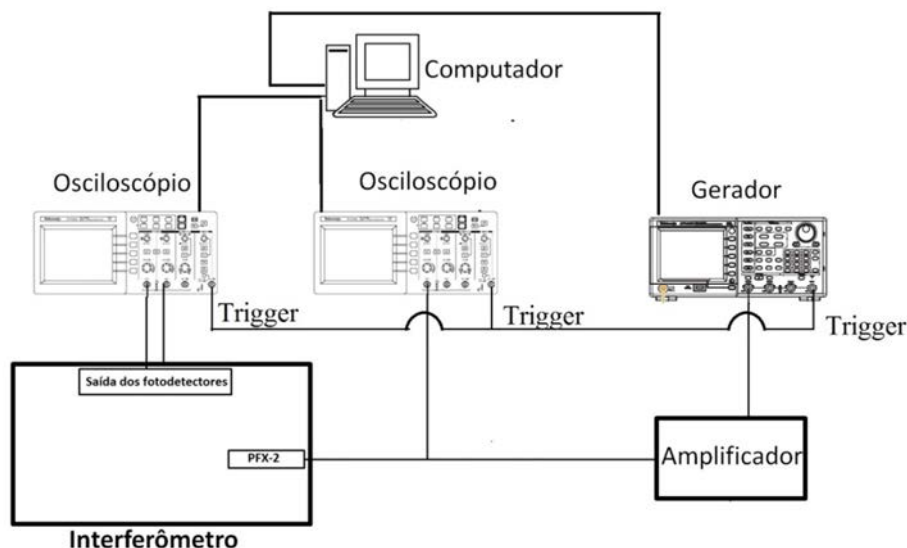 Computador
Osciloscópio
Osciloscópio
Gerador
Trigger
Trigger
Trigger
Saída dos fotodetectores
PFX-2
Amplificador
Interferômetro